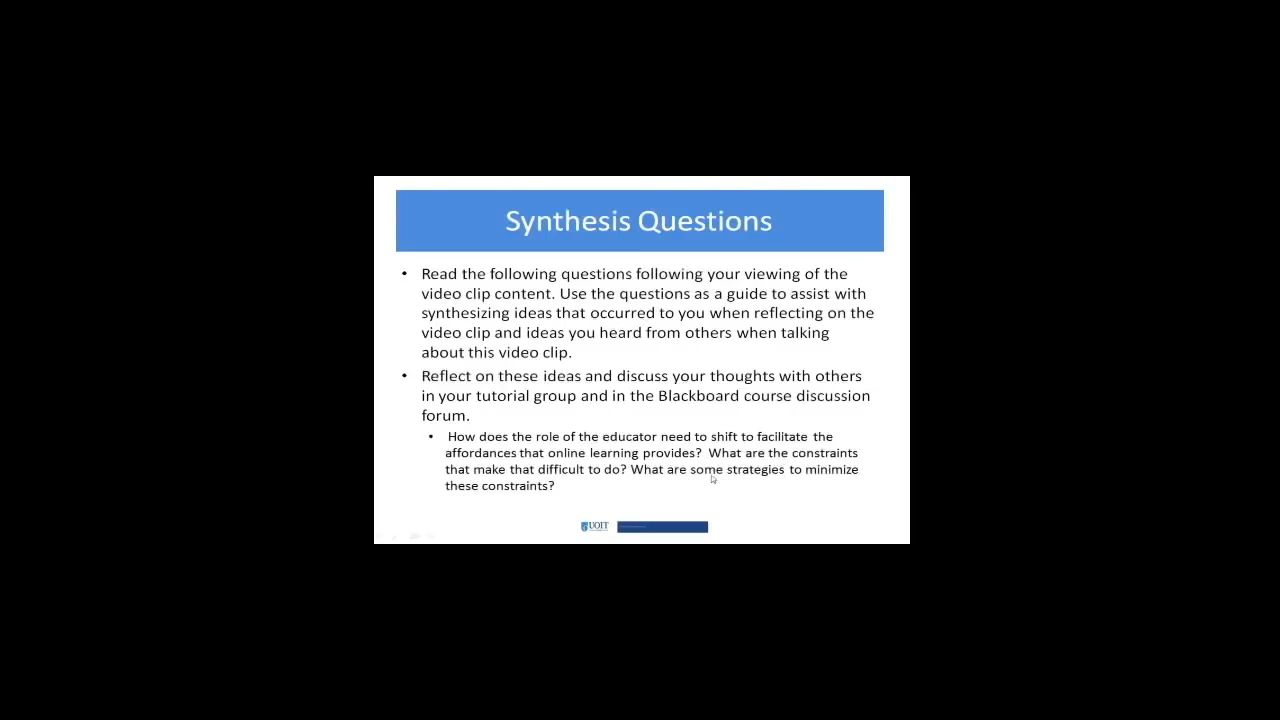 Synthesis Questions
• Read the following questions following your viewing of the
video clip content. Use the questions as a guide to assist with
synthesizing ideas that occurred to you when reflecting on the
video clip and ideas you heard from others when talking
about this video clip.
• Reflect on these ideas and discuss your thoughts with others
in your tutorial group and in the Blackboard course discussion
forum.
• How does the role of the educator need to shift to facilitate the
affordances that online learning provides? What are the constraints
that make that difficult to do? What are some strategies to minimize
these constraints?
UOIT